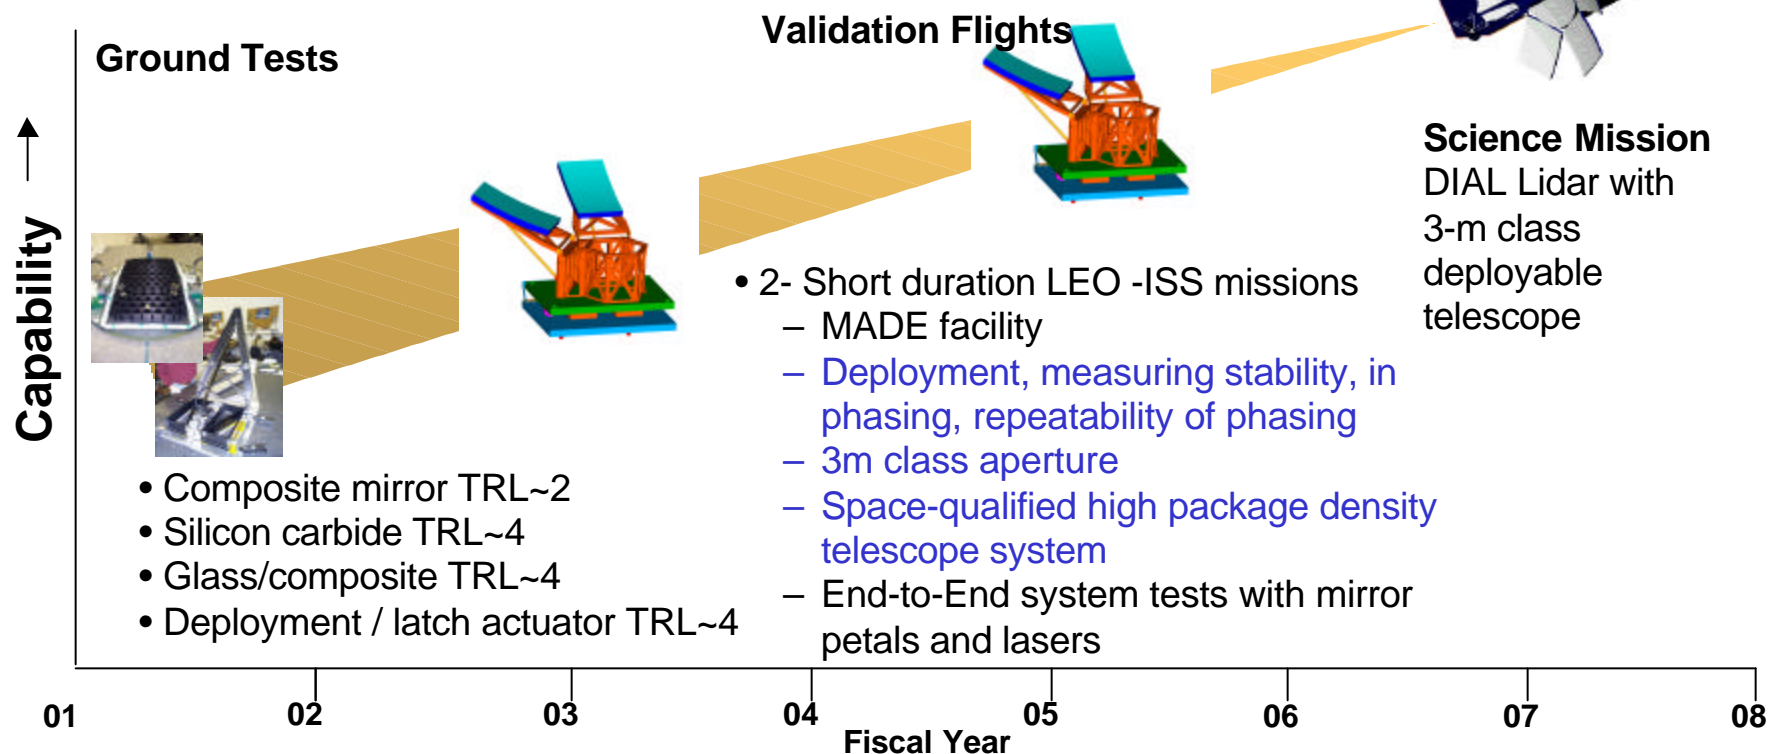 Validation Flights
Ground Tests
Capability
Science Mission
DIAL Lidar with
3-m class
deployable
telescope
• 2- Short duration LEO -ISS missions
– MADE facility
– Deployment, measuring stability, in
phasing, repeatability of phasing
– 3m class aperture
– Space-qualified high package density
telescope system
– End-to-End system tests with mirror
petals and lasers
• Composite mirror TRL~2
• Silicon carbide TRL~4
• Glass/composite TRL~4
• Deployment / latch actuator TRL~4
01 02 03 04 05 06 07 08
Fiscal Year